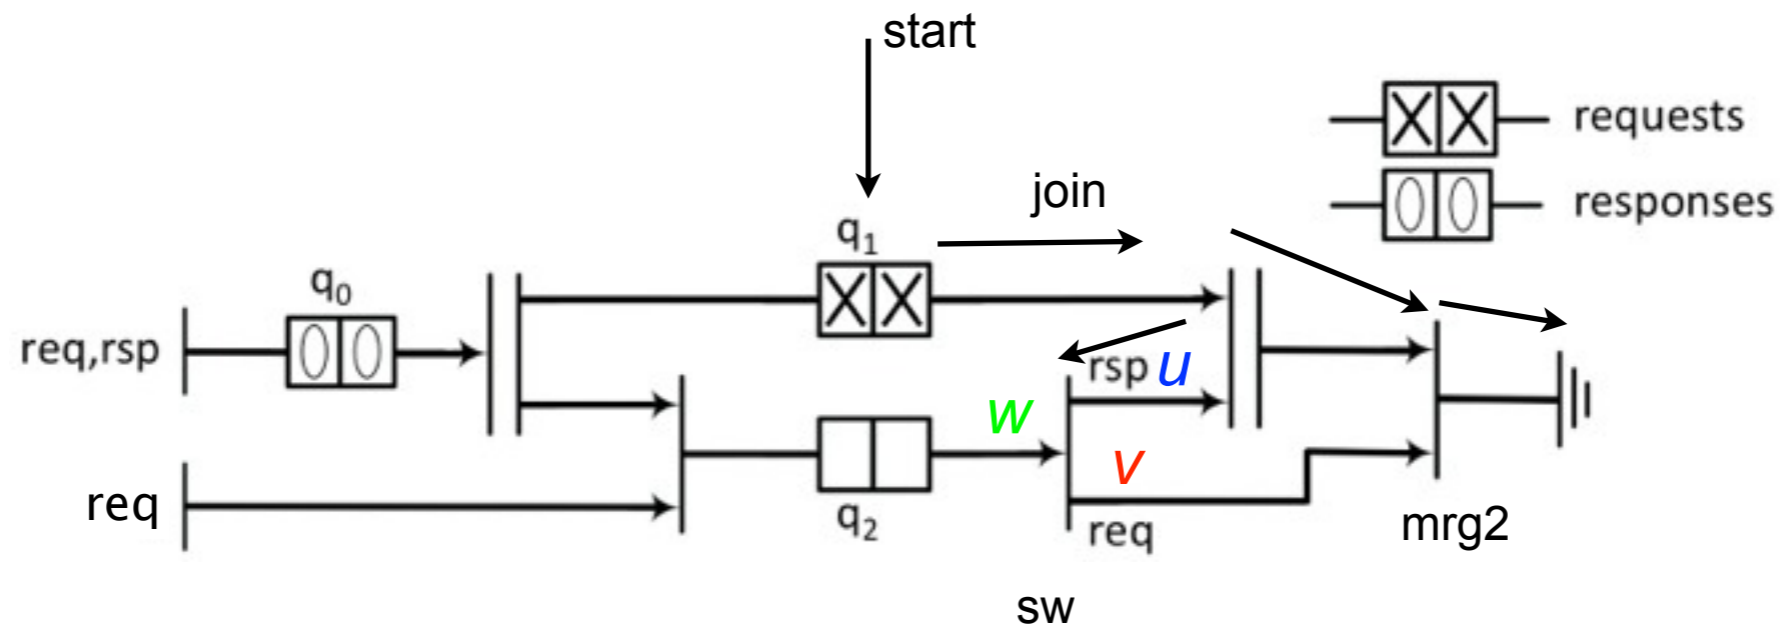 start
requests
join
responses
q1
q0
req,rsp
rsp u
w
v
req
q2
req
mrg2
sw